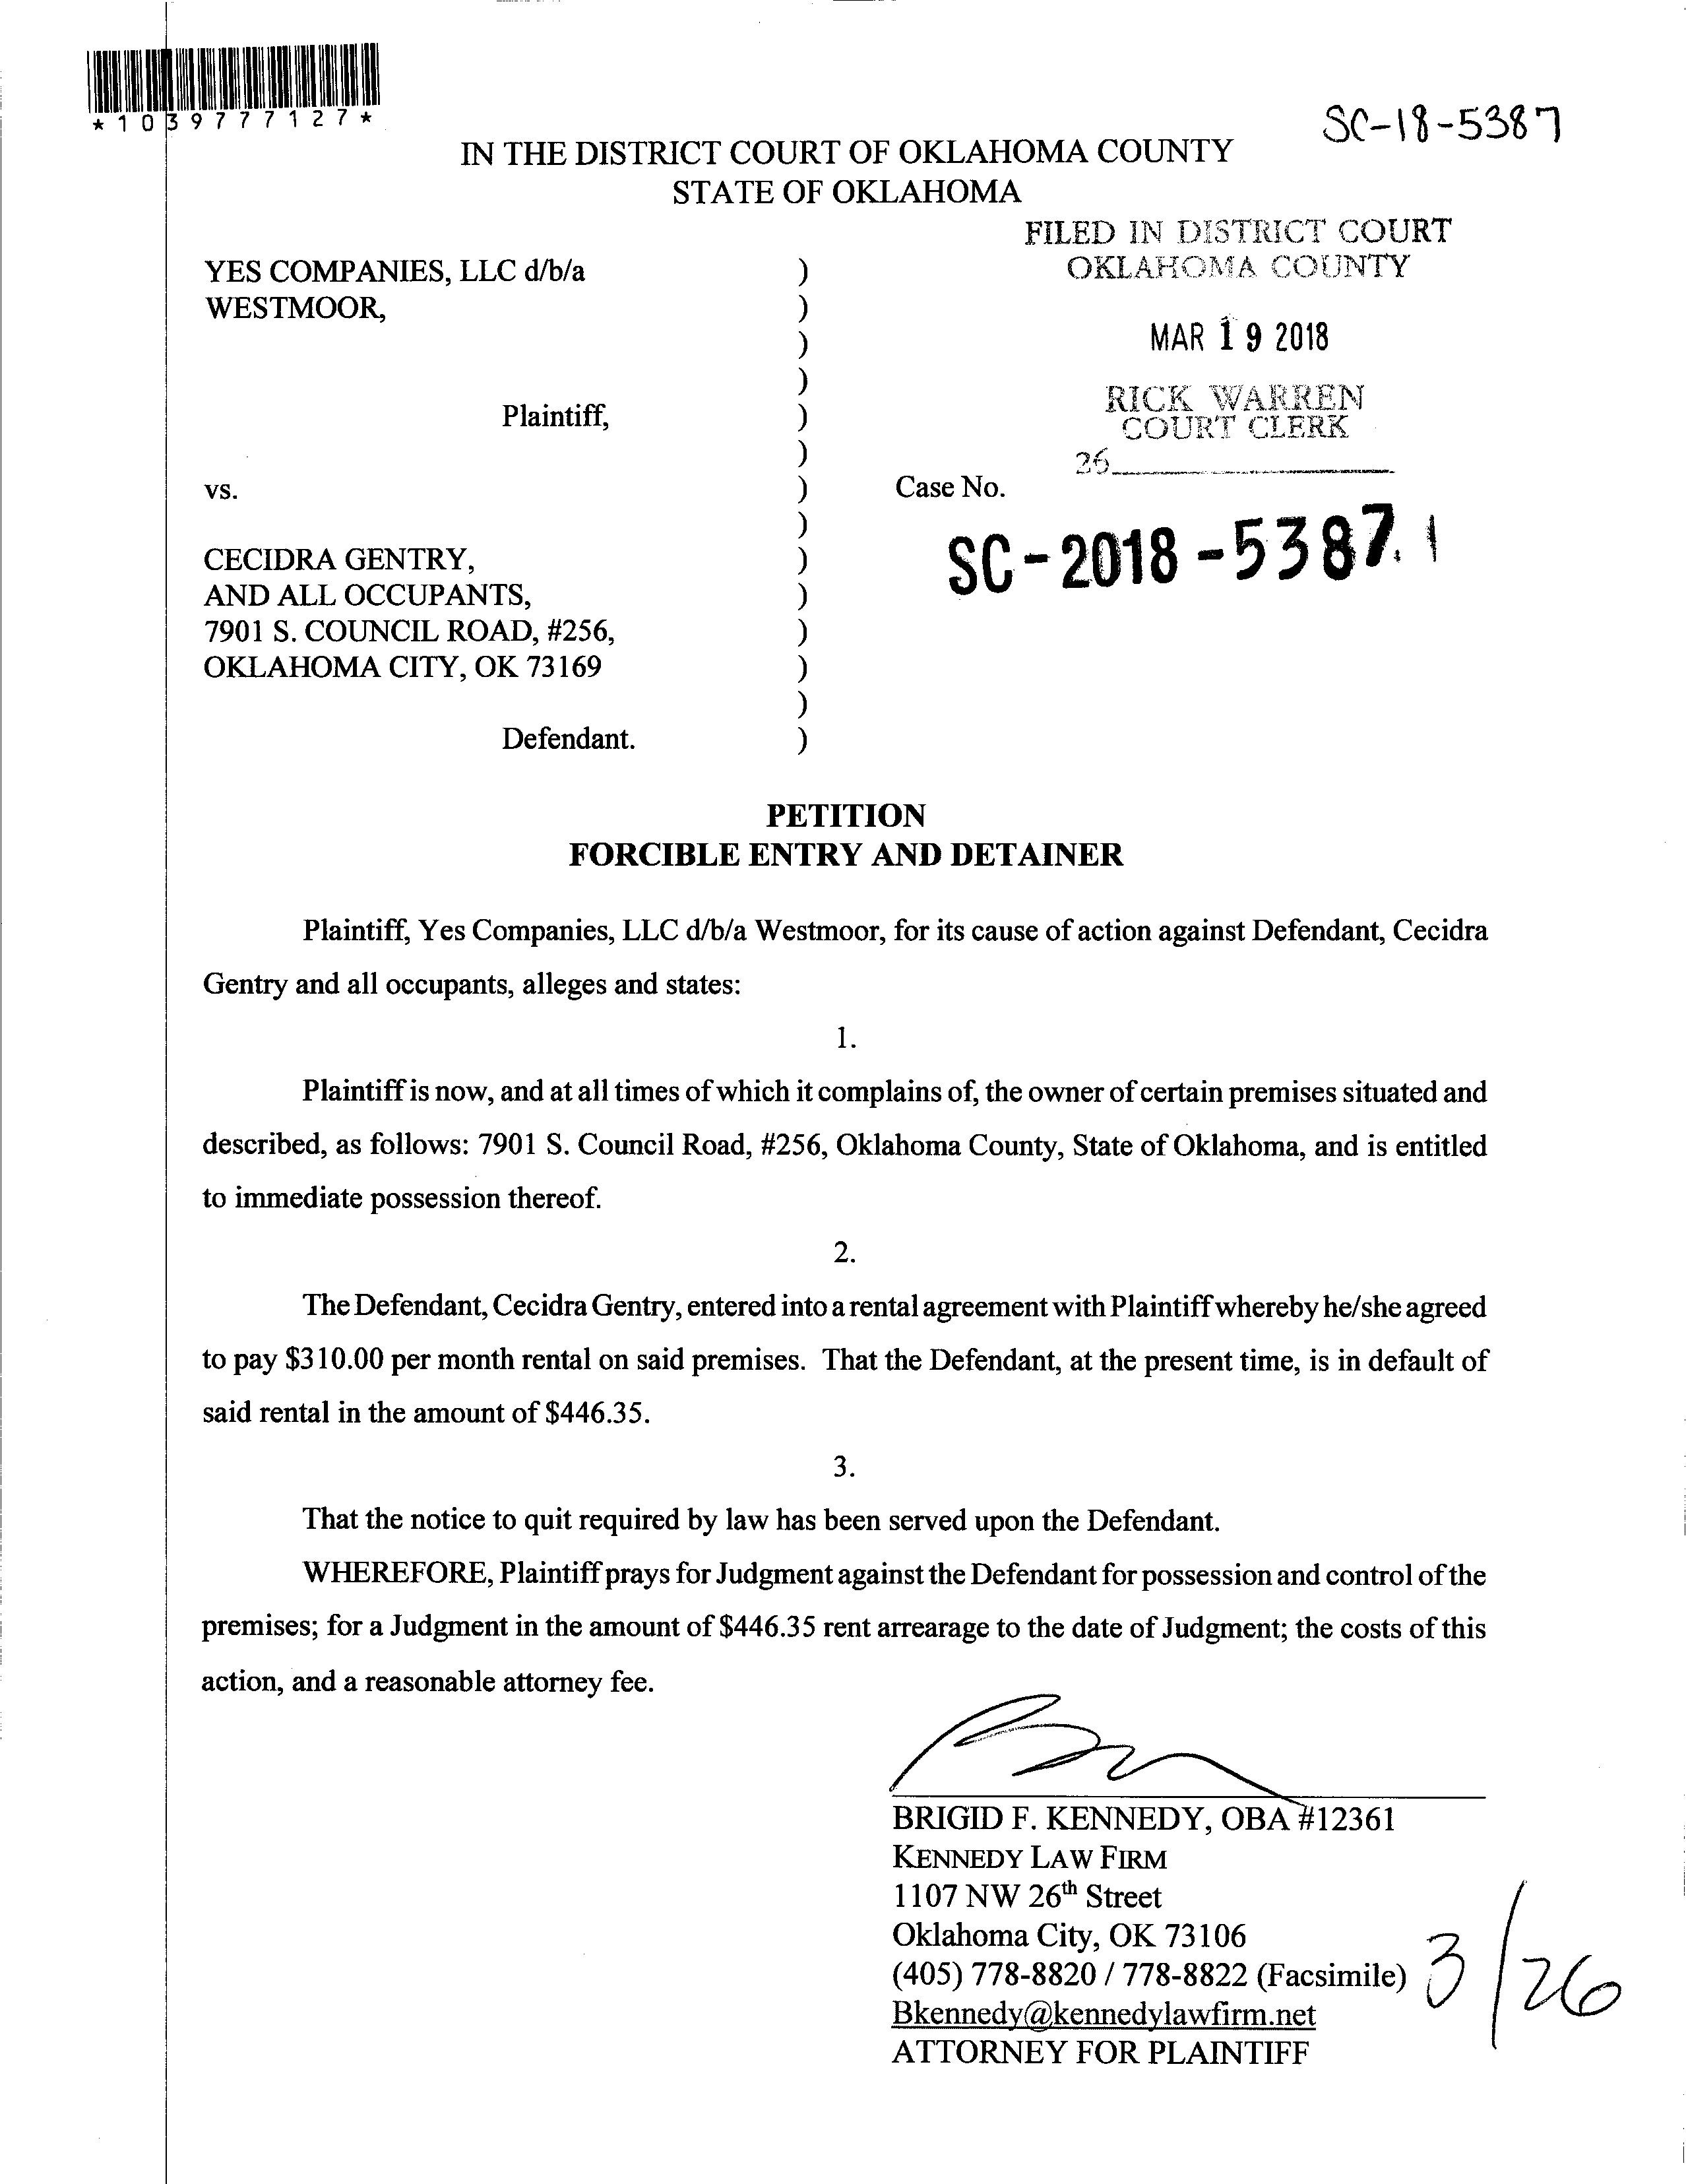 *1039777127*
SC-18-5387
IN THE DISTRICT COURT OF OKLAHOMA COUNTY
STATE OF OKLAHOMA
FILED IN DISTRICT COURT
OKLAHOMA COUNTY
MAR 19 2018
RICK WARREN
COURT CLERK
26
YES COMPANIES, LLC d/b/a )
WESTMOOR, )
)
)
Plaintiff, )
)
vs. ) Case No.
)
SC-2018-5387
CECIDRA GENTRY, )
AND ALL OCCUPANTS, )
7901 S. COUNCIL ROAD, #256, )
OKLAHOMA CITY, OK 73169 )
)
Defendant. )
PETITION
FORCIBLE ENTRY AND DETAINER
Plaintiff, Yes Companies, LLC d/b/a Westmoor, for its cause of action against Defendant, Cecidra
Gentry and all occupants, alleges and states:
1.
Plaintiff is now, and at all times of which it complains of, the owner of certain premises situated and
described, as follows: 7901 S. Council Road, #256, Oklahoma County, State of Oklahoma, and is entitled
to immediate possession thereof.
2.
The Defendant, Cecidra Gentry, entered into a rental agreement with Plaintiff whereby he/she agreed
to pay $310.00 per month rental on said premises. That the Defendant, at the present time, is in default of
said rental in the amount of $446.35.
3.
That the notice to quit required by law has been served upon the Defendant.
WHEREFORE, Plaintiff prays for Judgment against the Defendant for possession and control of the
premises; for a Judgment in the amount of $446.35 rent arrearage to the date of Judgment; the costs of this
action, and a reasonable attorney fee.
BRIGID F. KENNEDY, OBA #12361
KENNEDY LAW FIRM
1107 NW 26th Street
Oklahoma City, OK 73106
(405) 778-8820 / 778-8822 (Facsimile)
Bkennedy@kennedylawfirm.net
ATTORNEY FOR PLAINTIFF
3/26